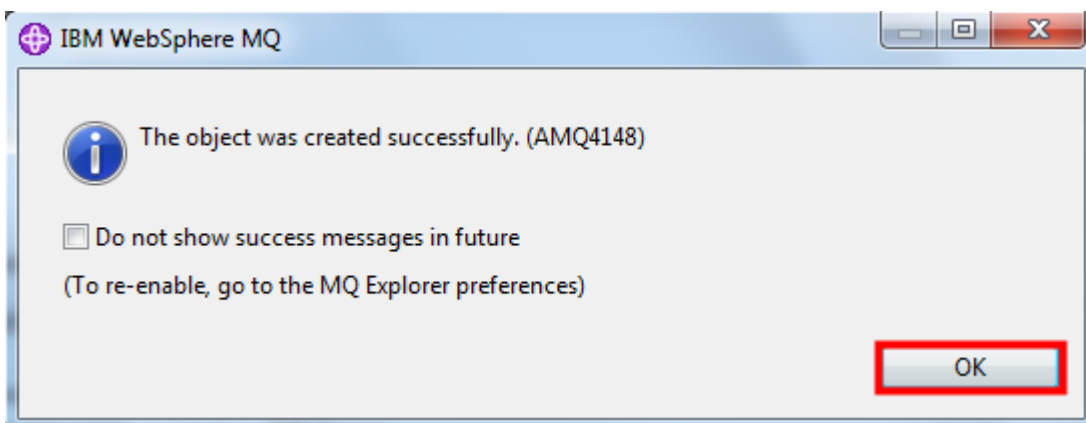 IBM WebSphere MQ
The object was created successfully. (AMQ4148)
Do not show success messages in future
(To re-enable, go to the MQ Explorer preferences)
OK